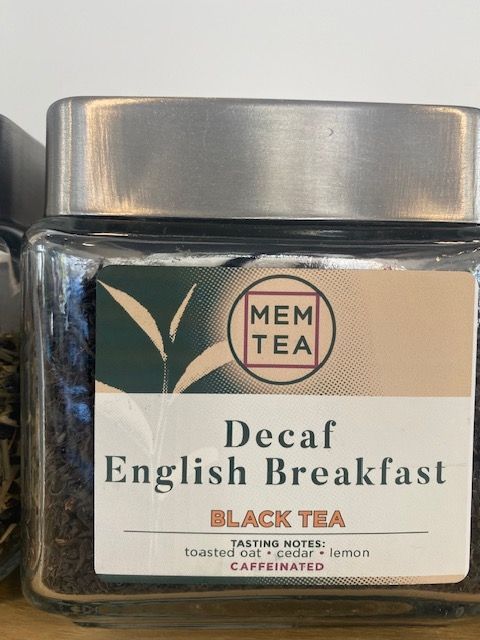 MEM
TEA
Decaf
English Breakfast
BLACK TEA
TASTING NOTES:
toasted oat • cedar • lemon
CAFFEINATED